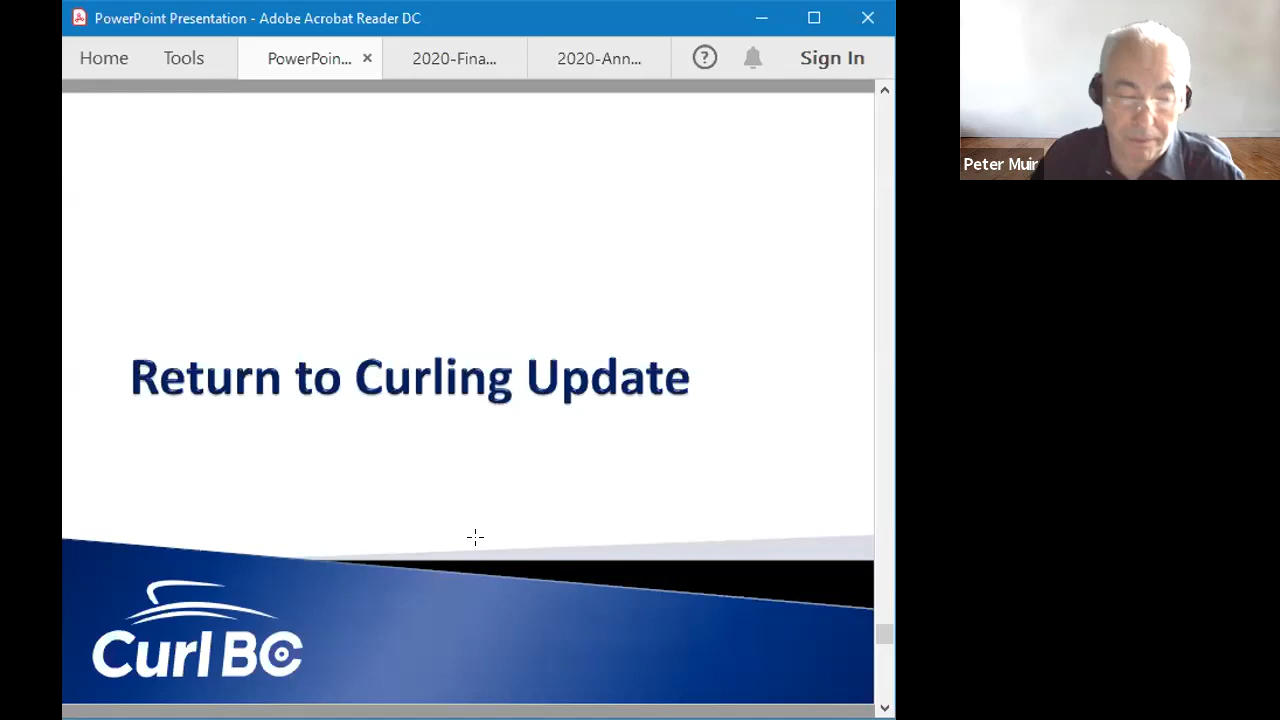 PowerPoint Presentation - Adobe Acrobat Reader DC
Home Tools PowerPoin... × 2020-Fina... 2020-Ann... ? Sign In
Peter Muir
Return to Curling Update
Curl BC